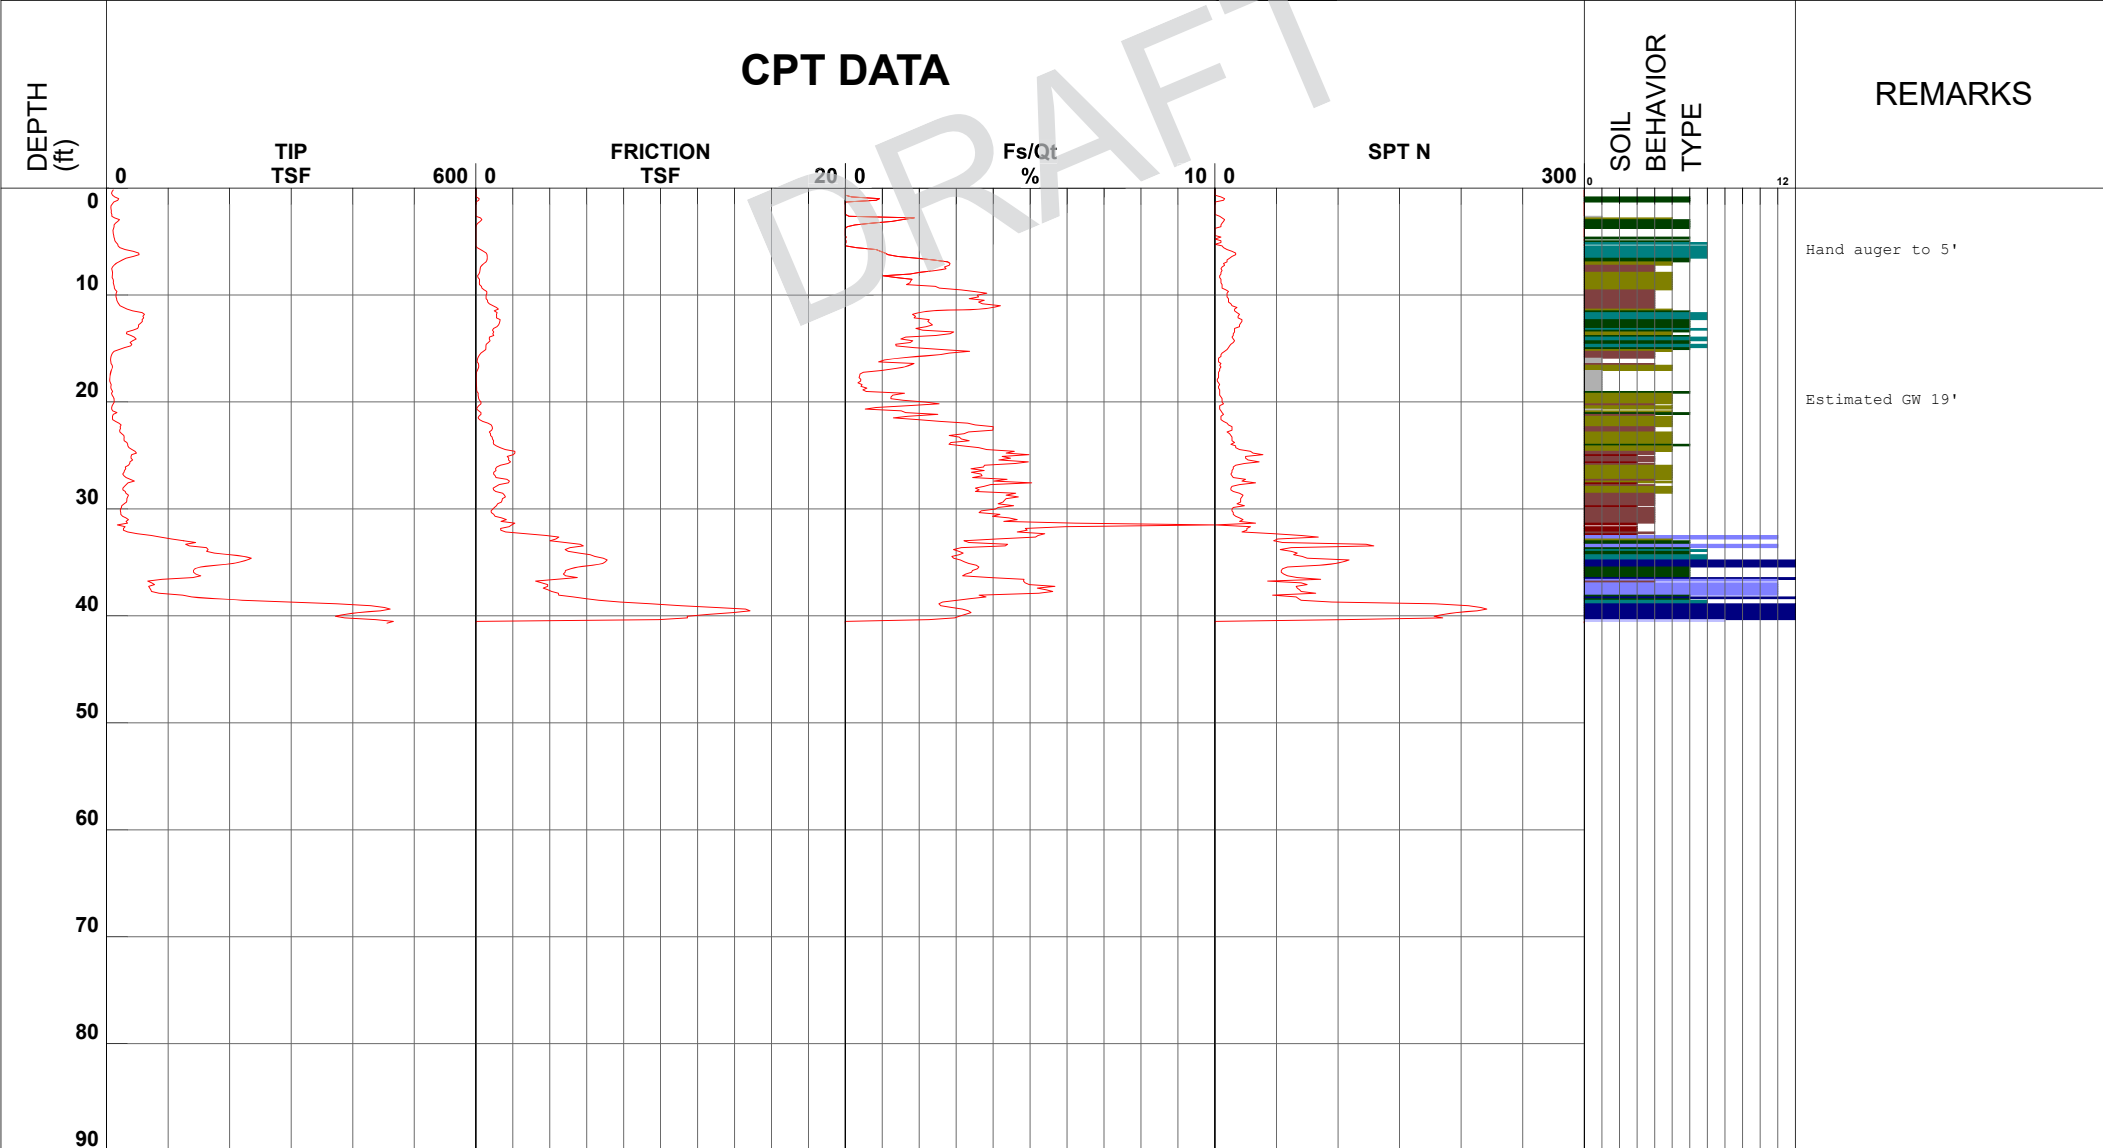 CPT DATA
DRAFT
DEPTH
(ft)
TIP
TSF
0
600
FRICTION
TSF
0
20
Fs/Qt
%
0
10
SPT N
0
300
SOIL
BEHAVIOR
TYPE
0
12
REMARKS
0
10
20
30
40
50
60
70
80
90
Hand auger to 5'
Estimated GW 19'